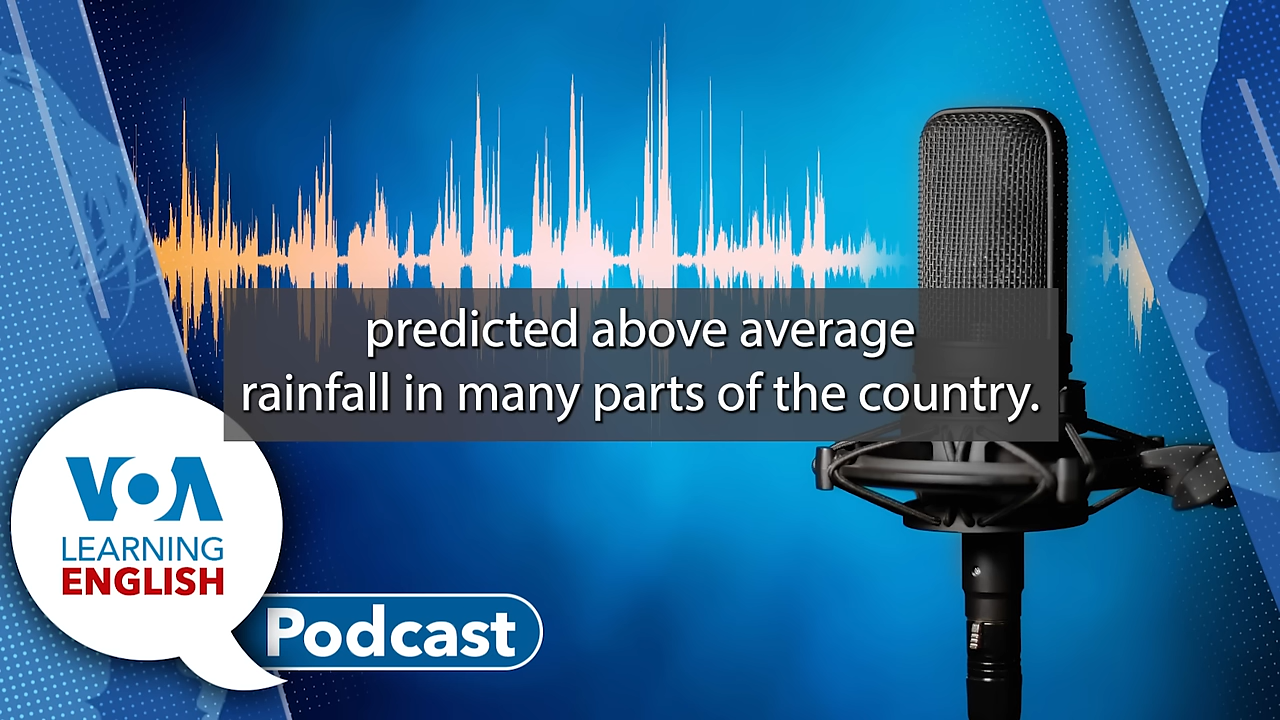 predicted above average
rainfall in many parts of the country.
VOA
LEARNING
ENGLISH
Podcast